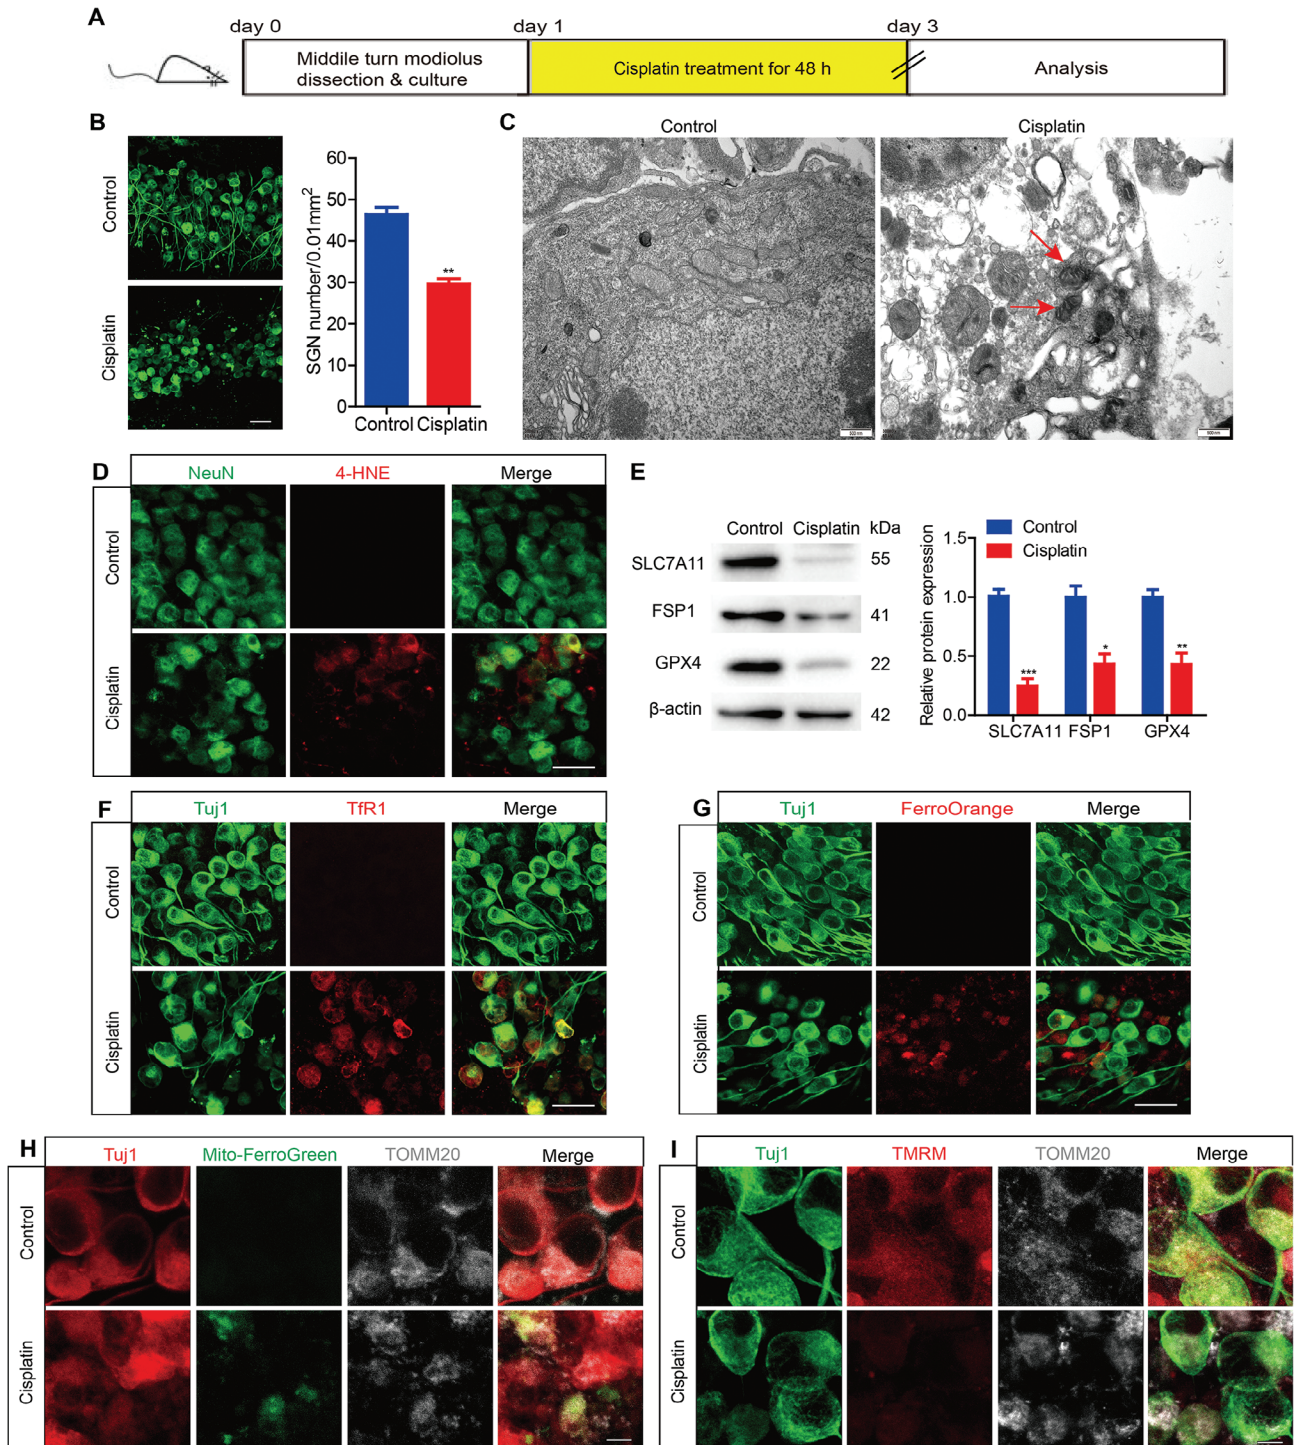 A
day 0
day 1
day 3
Middile turn modiolus
dissection & culture
Cisplatin treatment for 48 h
Analysis
B
Control
Cisplatin
SGN number/0.01mm²
60
50
40
30
20
10
0
**
Control Cisplatin
C
Control
Cisplatin
500 nm
500 nm
D
NeuN
4-HNE
Merge
Control
Cisplatin
E
Control
Cisplatin
kDa
SLC7A11
55
FSP1
41
GPX4
22
β-actin
42
Control
Cisplatin
Relative protein expression
1.5
1.0
0.5
0.0
***
*
**
SLC7A11 FSP1 GPX4
F
Tuj1
TfR1
Merge
Control
Cisplatin
G
Tuj1
FerroOrange
Merge
Control
Cisplatin
H
Tuj1
Mito-FerroGreen
TOMM20
Merge
Control
Cisplatin
I
Tuj1
TMRM
TOMM20
Merge
Control
Cisplatin